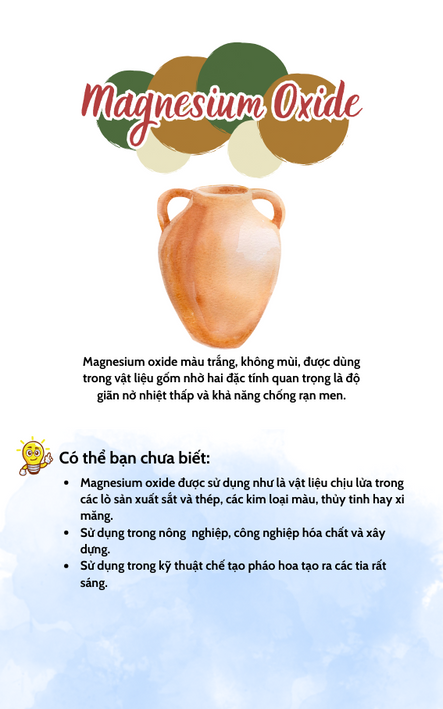 Magnesium Oxide
Magnesium oxide màu trắng, không mùi, được dùng
trong vật liệu gốm nhờ hai đặc tính quan trọng là độ
giãn nở nhiệt thấp và khả năng chống rạn men.
Có thể bạn chưa biết:
• Magnesium oxide được sử dụng như là vật liệu chịu lửa trong
các lò sản xuất sắt và thép, các kim loại màu, thủy tinh hay xi
măng.
• Sử dụng trong nông nghiệp, công nghiệp hóa chất và xây
dựng.
• Sử dụng trong kỹ thuật chế tạo pháo hoa tạo ra các tia rất
sáng.